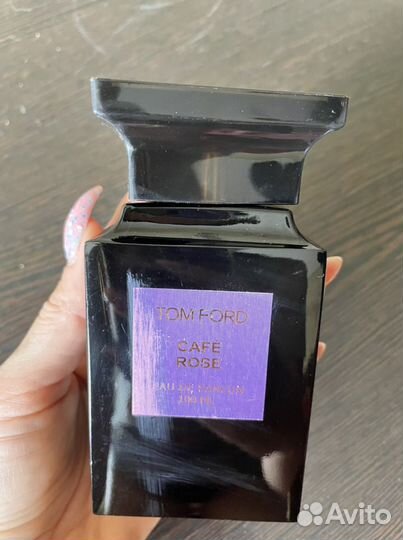 TOM FORD
CAFE
ROSE
EAU DE PARFUM
100 ML
Avito